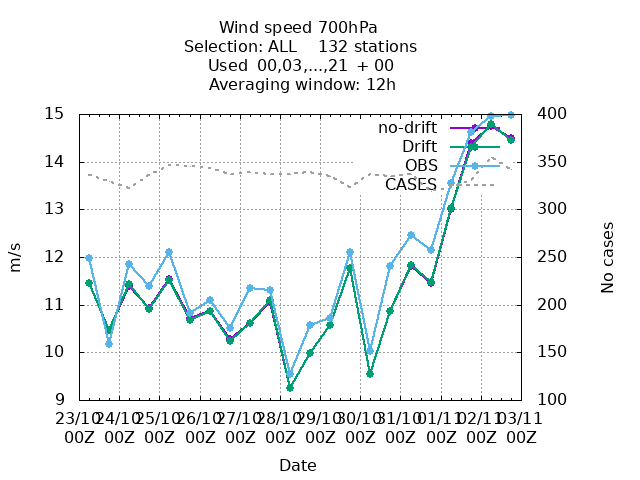 Wind speed 700hPa
Selection: ALL    132 stations
Used  00,03,...,21  + 00
Averaging window: 12h
no-drift
Drift
OBS
CASES
15
14
13
12
11
10
9
m/s
400
350
300
250
200
150
100
No cases
23/10 24/10 25/10 26/10 27/10 28/10 29/10 30/10 31/10 01/11 02/11 03/11
00Z 00Z 00Z 00Z 00Z 00Z 00Z 00Z 00Z 00Z 00Z 00Z
Date